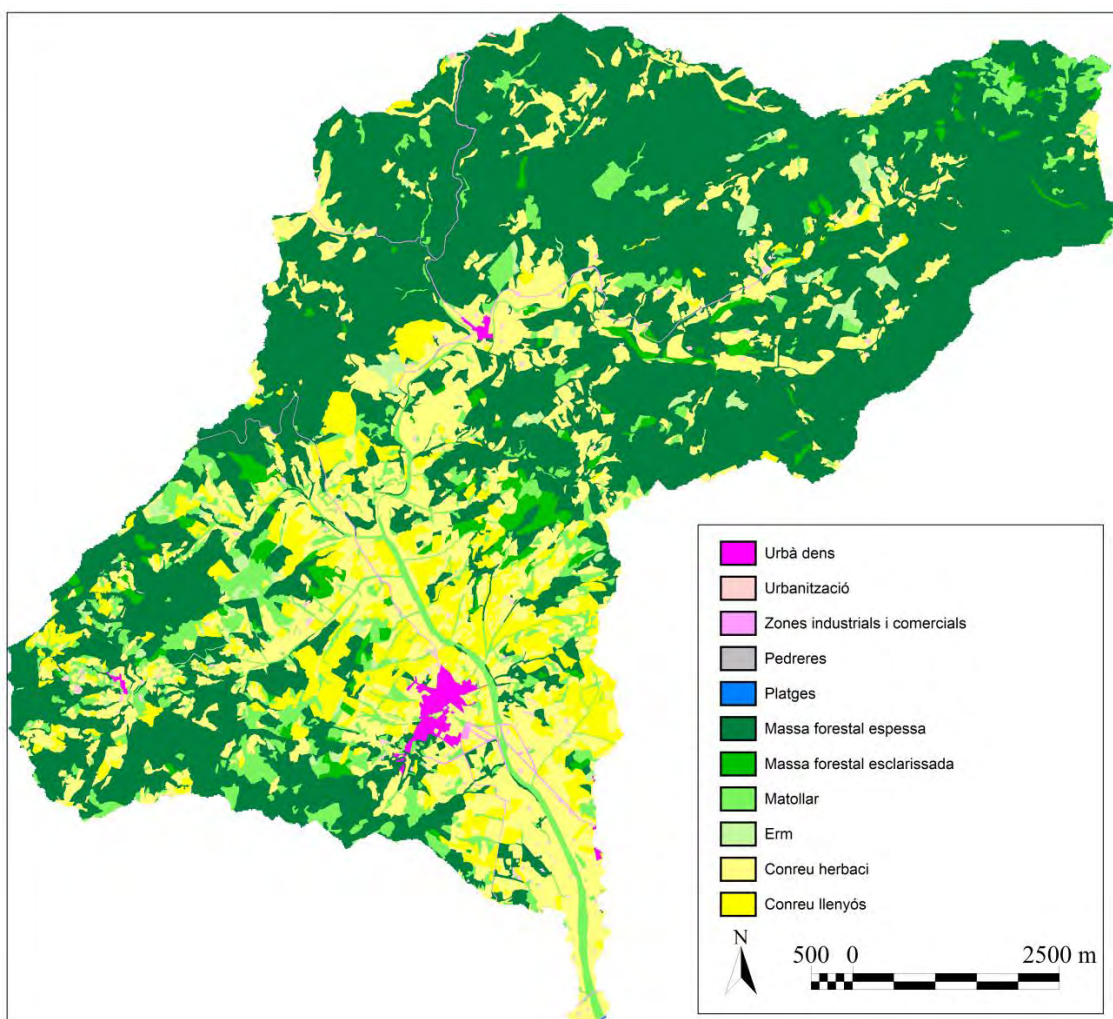 Urbà dens
Urbanització
Zones industrials i comercials
Pedreres
Platges
Massa forestal espessa
Massa forestal esclarissada
Matollar
Erm
Conreu herbaci
Conreu llenyós
N
500 0 2500 m